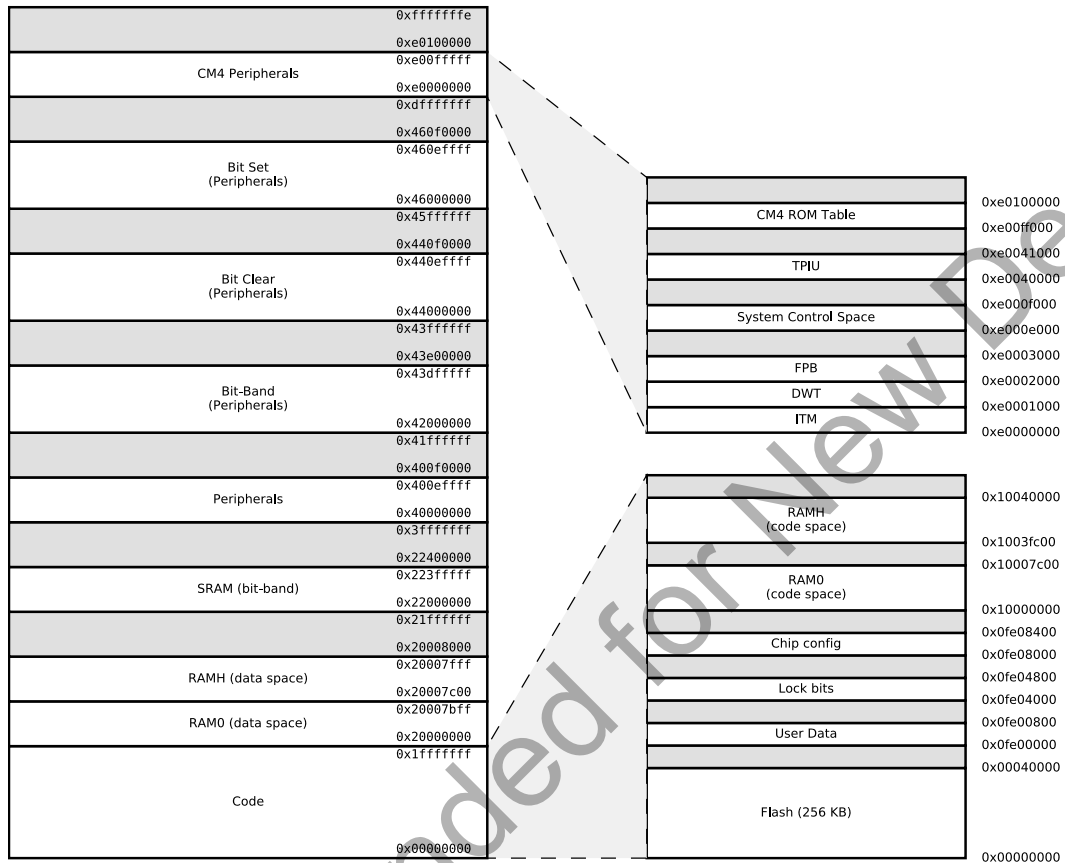 0xfffffffe
0xe0100000
0xe00fffff
CM4 Peripherals
0xe0000000
0xdfffffff
0x460f0000
0x460effff
Bit Set
(Peripherals)
0x46000000
0x45ffffff
0x440f0000
0x440effff
Bit Clear
(Peripherals)
0x44000000
0x43ffffff
0x43e00000
0x43dfffff
Bit-Band
(Peripherals)
0x42000000
0x41ffffff
0x400f0000
0x400effff
Peripherals
0x40000000
0x3fffffff
0x22400000
0x223fffff
SRAM (bit-band)
0x22000000
0x21ffffff
0x20008000
0x20007fff
RAMH (data space)
0x20007c00
0x20007bff
RAM0 (data space)
0x20000000
0x1fffffff
Code
0x00000000
0xe0100000
CM4 ROM Table
0xe00ff000
0xe0041000
TPIU
0xe0040000
0xe000f000
System Control Space
0xe000e000
0xe0003000
FPB
0xe0002000
DWT
0xe0001000
ITM
0xe0000000
0x10040000
RAMH
(code space)
0x1003fc00
0x10007c00
RAM0
(code space)
0x10000000
0x0fe08400
Chip config
0x0fe08000
0x0fe04800
Lock bits
0x0fe04000
0x0fe00800
User Data
0x0fe00000
0x00040000
Flash (256 KB)
0x00000000
nded for New De